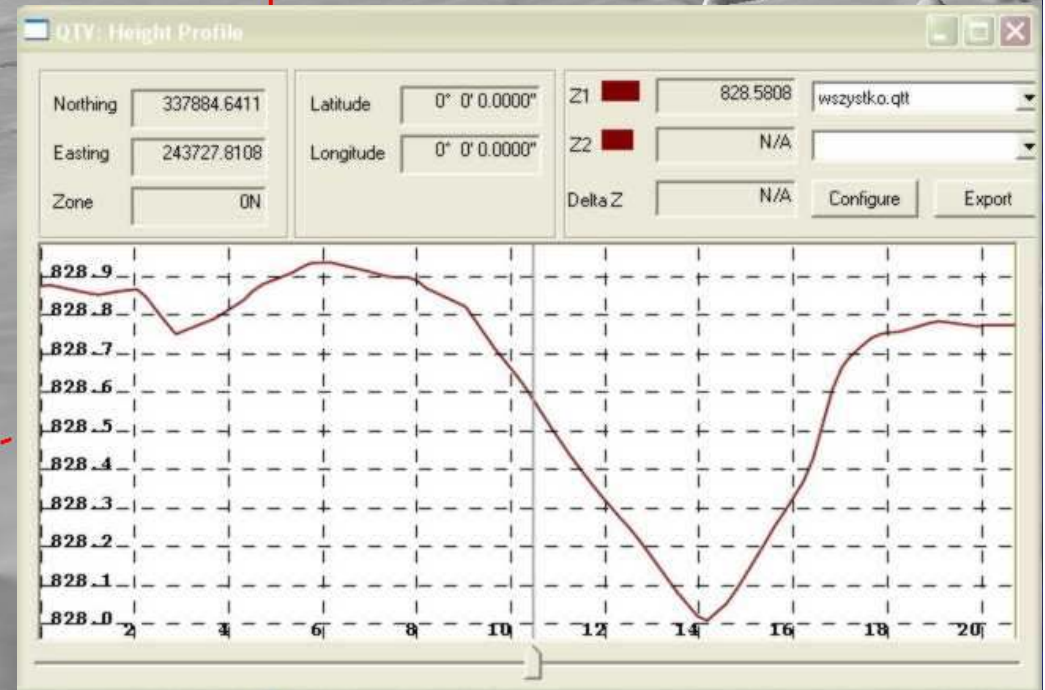 QTV: Height Profile
Northing 337884.6411
Easting 243727.8108
Zone 0N
Latitude 0° 0' 0.0000"
Longitude 0° 0' 0.0000"
Z1 828.5808 wszystko.qtt
Z2 N/A
Delta Z N/A Configure Export
828.9
828.8
828.7
828.6
828.5
828.4
828.3
828.2
828.1
828.0
2 4 6 8 10 12 14 16 18 20